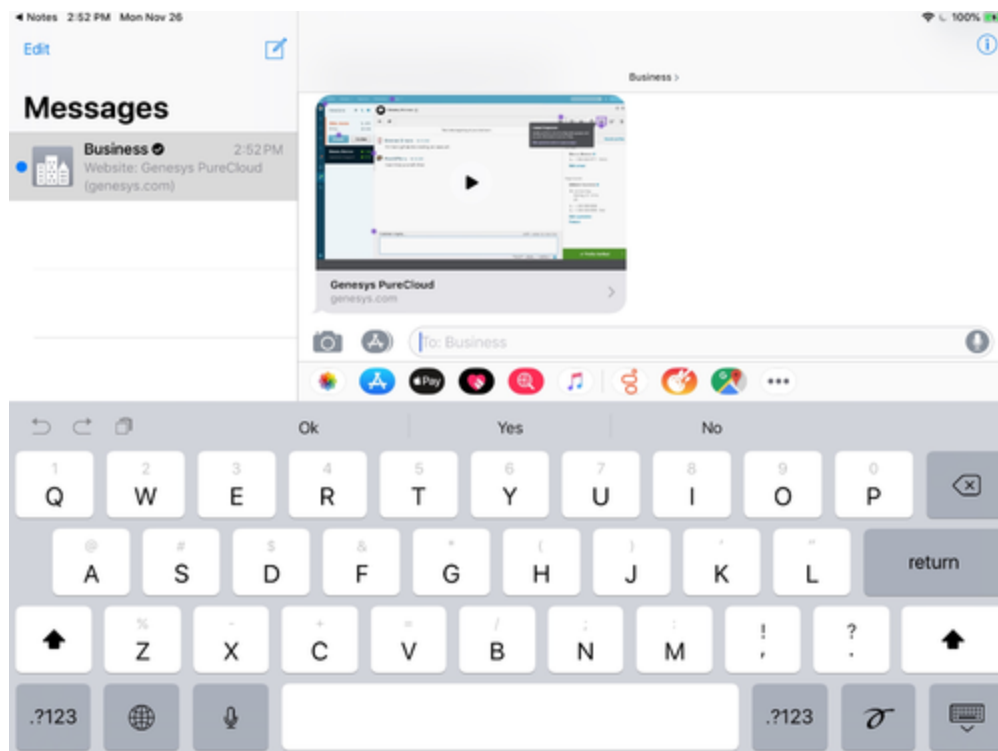 Notes 2:52 PM Mon Nov 26
100%
Edit
Messages
Business
2:52 PM
Website: Genesys PureCloud
(genesys.com)
Business >
Genesys PureCloud
genesys.com
To: Business
Pay
Ok Yes No
1 2 3 4 5 6 7 8 9 0
Q W E R T Y U I O P
@ # $ & * ( ) ' "
A S D F G H J K L
return
% - + = / ; : ! ?
Z X C V B N M , .
.?123
.?123